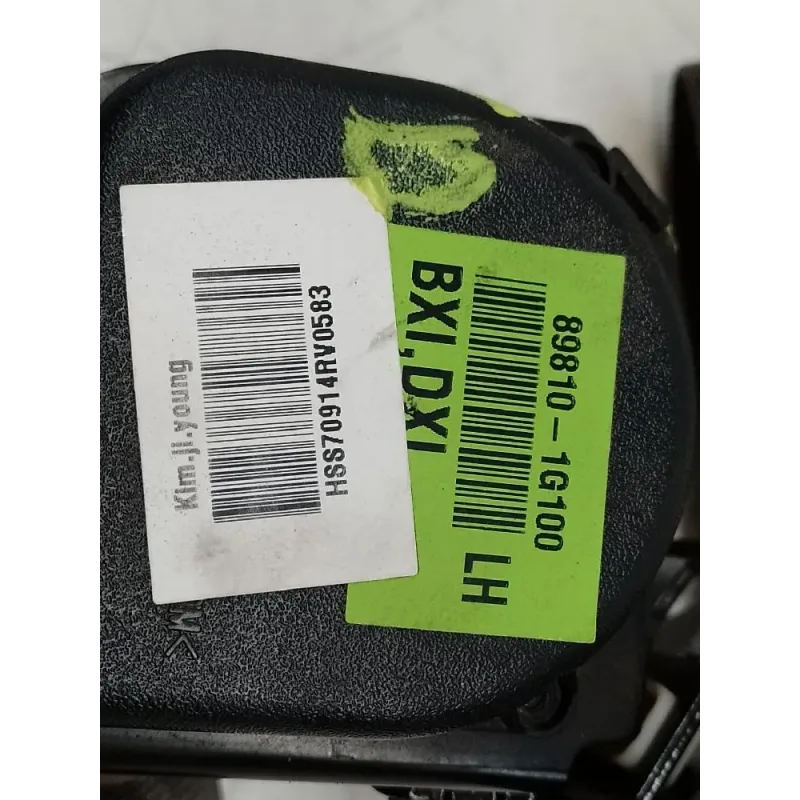 Kim.ji.young
HSS70914RV0583
89810-1G100
BXI,DXI
LH